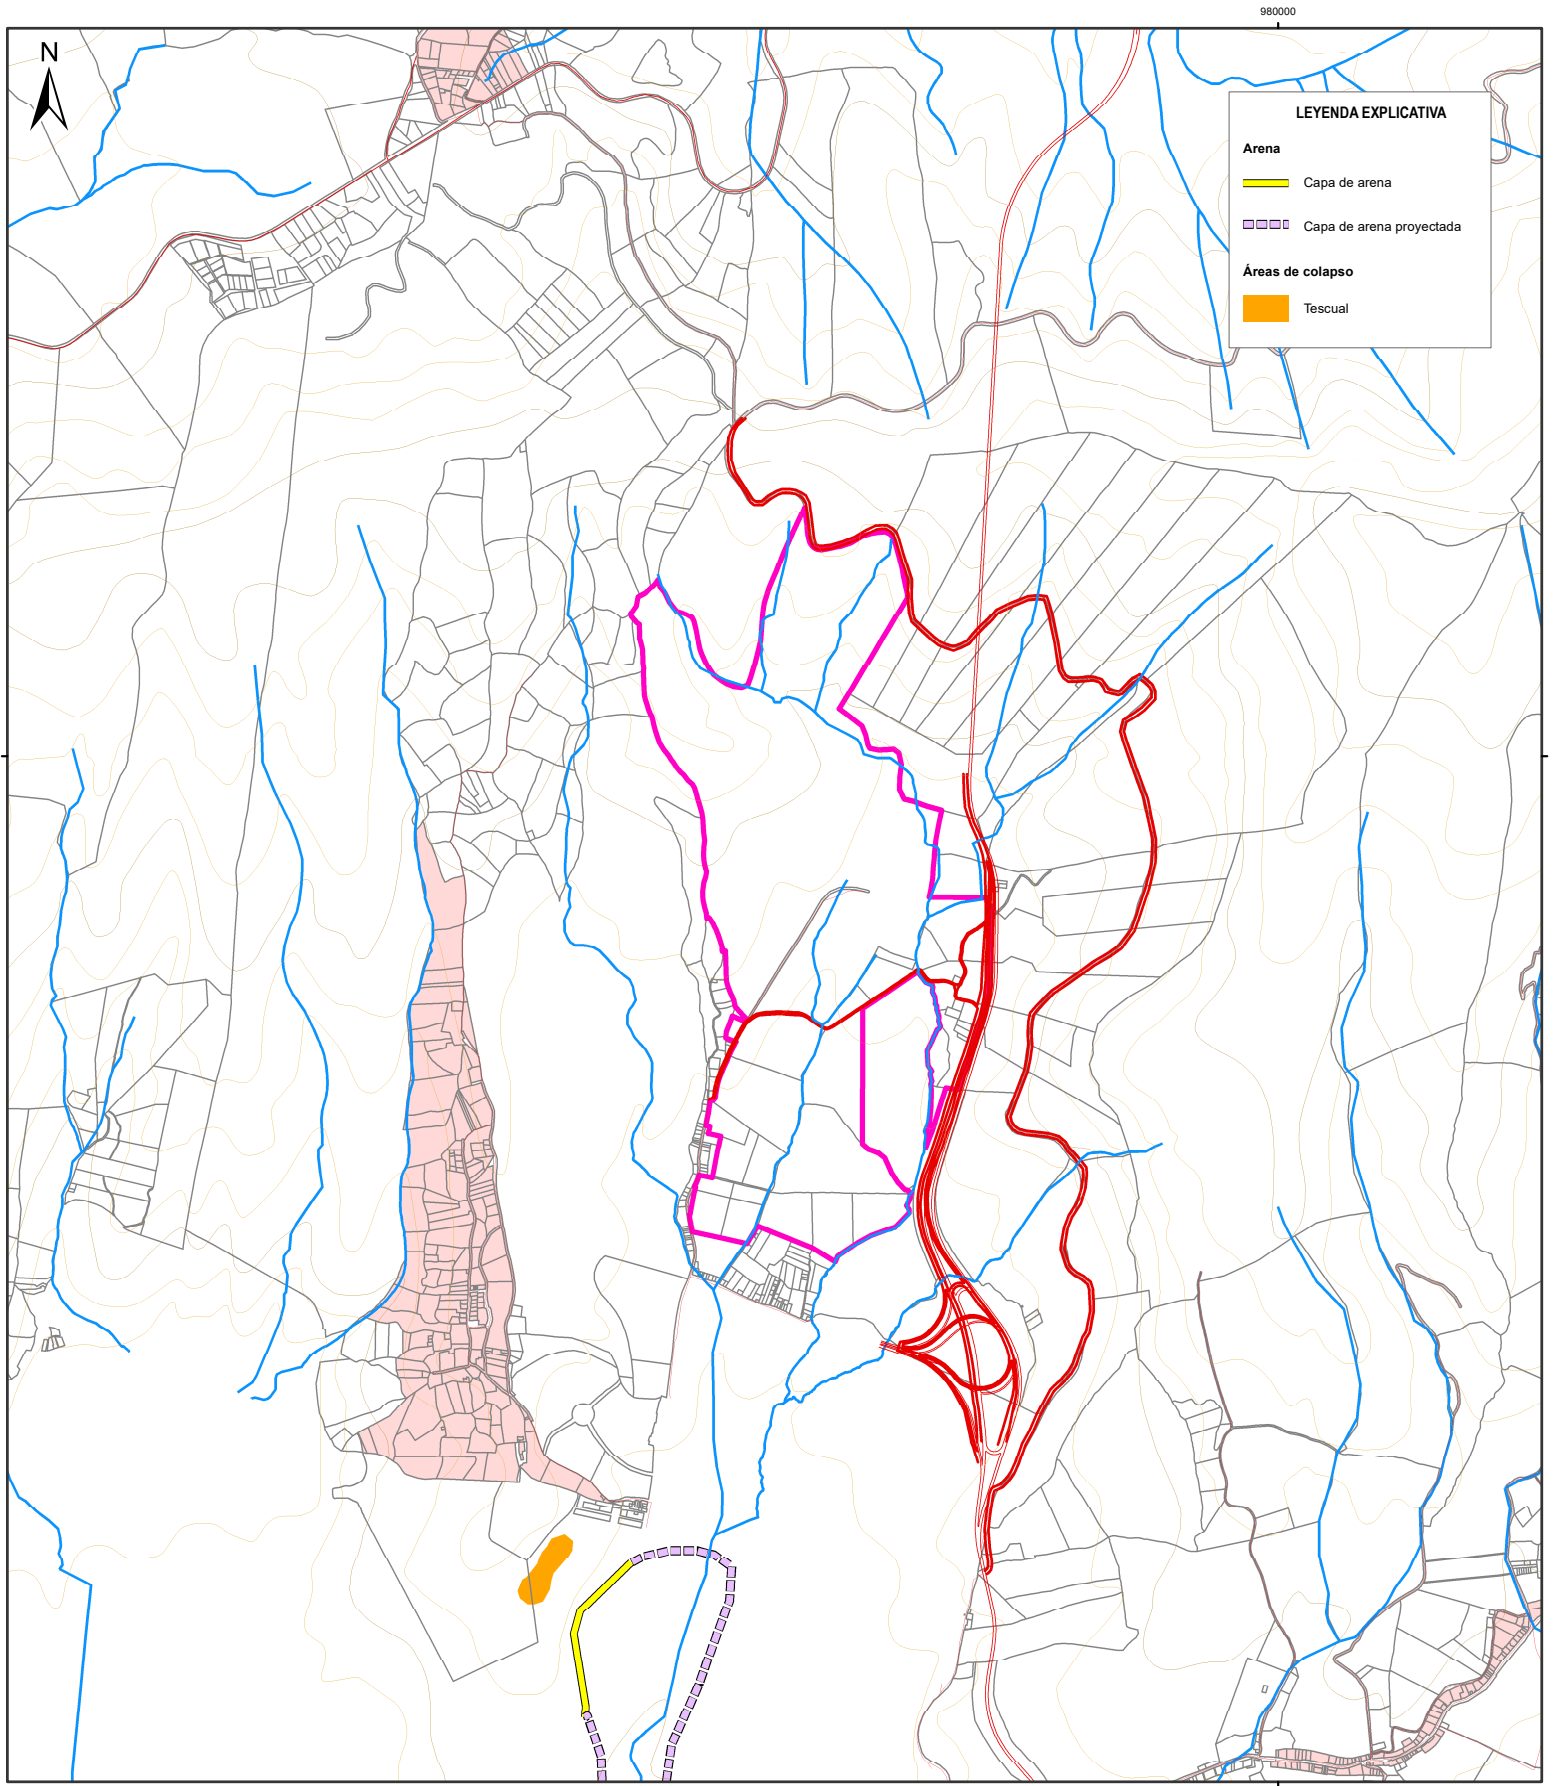 980000
N
LEYENDA EXPLICATIVA
Arena
Capa de arena
Capa de arena proyectada
Áreas de colapso
Tescual